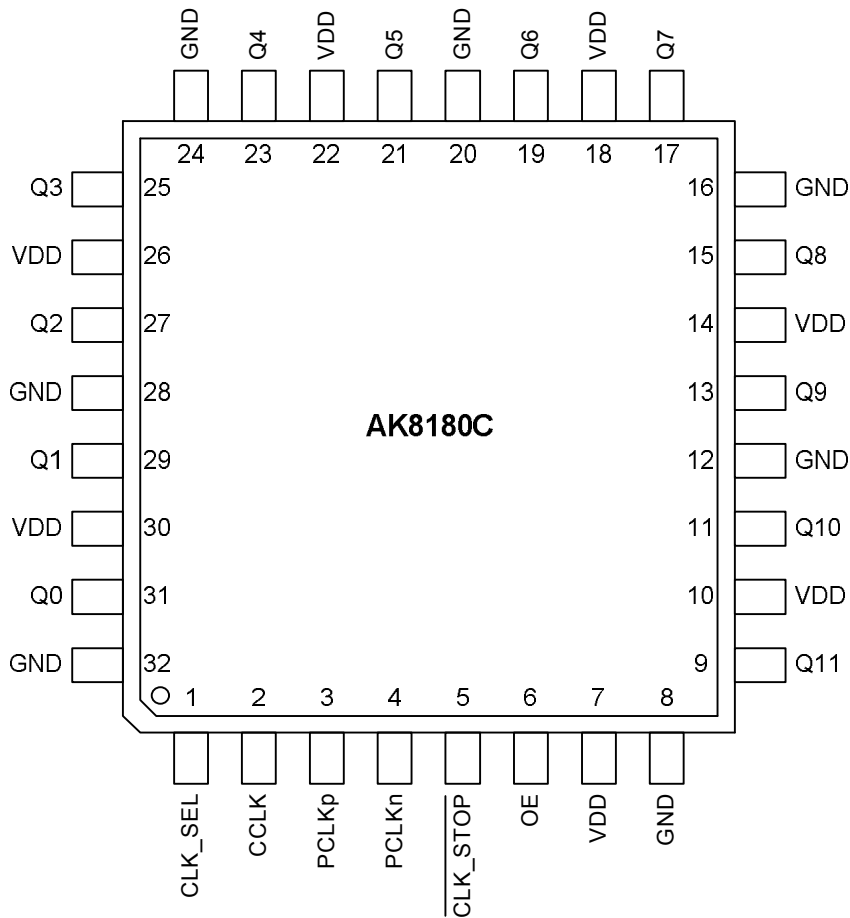 GND Q4 VDD Q5 GND Q6 VDD Q7
24 23 22 21 20 19 18 17
Q3 25 16 GND
VDD 26 15 Q8
Q2 27 14 VDD
GND 28 13 Q9
AK8180C
Q1 29 12 GND
VDD 30 11 Q10
Q0 31 10 VDD
GND 32 9 Q11
1 2 3 4 5 6 7 8
CLK_SEL CCLK PCLKp PCLKn CLK_STOP OE VDD GND